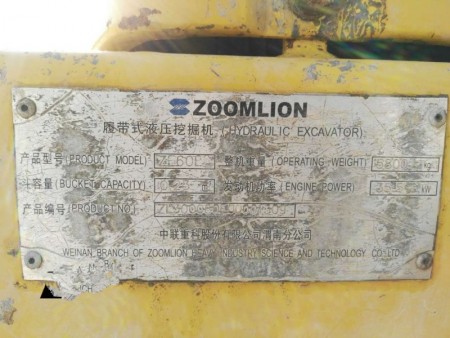 ZOOMLION
履带式液压挖掘机 (HYDRAULIC EXCAVATOR)
产品型号(PRODUCT MODEL) 整机重量 (OPERATING WEIGHT) kg
斗容量(BUCKET CAPACITY) 发动机功率(ENGINE POWER) kW
产品编号(PRODUCT NO.)
中联重科股份有限公司渭南分公司
WEINAN BRANCH OF ZOOMLION HEAVY INDUSTRY SCIENCE AND TECHNOLOGY CO.,LTD